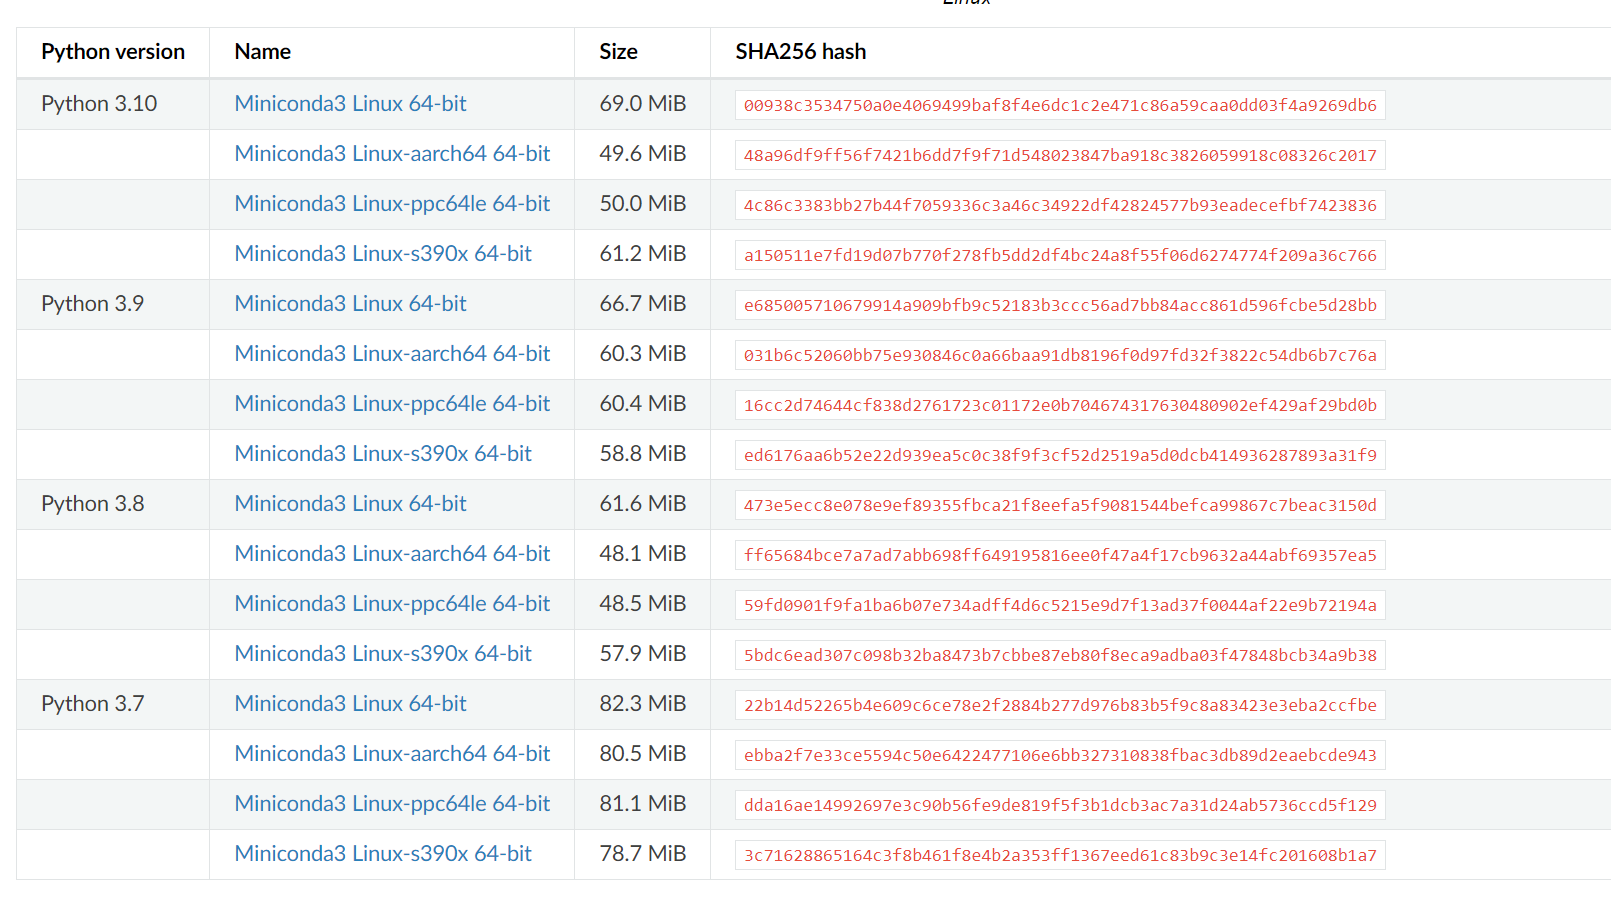 Linux
Python version Name Size SHA256 hash
Python 3.10 Miniconda3 Linux 64-bit 69.0 MiB 00938c3534750a0e4069499baf8f4e6dc1c2e471c86a59caa0dd03f4a9269db6
Miniconda3 Linux-aarch64 64-bit 49.6 MiB 48a96df9ff56f7421b6dd7f9f71d548023847ba918c3826059918c08326c2017
Miniconda3 Linux-ppc64le 64-bit 50.0 MiB 4c86c3383bb27b44f7059336c3a46c34922df42824577b93eadecefbf7423836
Miniconda3 Linux-s390x 64-bit 61.2 MiB a150511e7fd19d07b770f278fb5dd2df4bc24a8f55f06d6274774f209a36c766
Python 3.9 Miniconda3 Linux 64-bit 66.7 MiB e685005710679914a909bfb9c52183b3ccc56ad7bb84acc861d596fcbe5d28bb
Miniconda3 Linux-aarch64 64-bit 60.3 MiB 031b6c52060bb75e930846c0a66baa91db8196f0d97fd32f3822c54db6b7c76a
Miniconda3 Linux-ppc64le 64-bit 60.4 MiB 16cc2d74644cf838d2761723c01172e0b704674317630480902ef429af29bd0b
Miniconda3 Linux-s390x 64-bit 58.8 MiB ed6176aa6b52e22d939ea5c0c38f9f3cf52d2519a5d0dcb414936287893a31f9
Python 3.8 Miniconda3 Linux 64-bit 61.6 MiB 473e5ecc8e078e9ef89355fbca21f8eefa5f9081544befca99867c7beac3150d
Miniconda3 Linux-aarch64 64-bit 48.1 MiB ff65684bce7a7ad7abb698ff649195816ee0f47a4f17cb9632a44abf69357ea5
Miniconda3 Linux-ppc64le 64-bit 48.5 MiB 59fd0901f9fa1ba6b07e734adff4d6c5215e9d7f13ad37f0044af22e9b72194a
Miniconda3 Linux-s390x 64-bit 57.9 MiB 5bdc6ead307c098b32ba8473b7cbbe87eb80f8eca9adba03f47848bcb34a9b38
Python 3.7 Miniconda3 Linux 64-bit 82.3 MiB 22b14d52265b4e609c6ce78e2f2884b277d976b83b5f9c8a83423e3eba2ccfbe
Miniconda3 Linux-aarch64 64-bit 80.5 MiB ebba2f7e33ce5594c50e6422477106e6bb327310838fbac3db89d2eaebcde943
Miniconda3 Linux-ppc64le 64-bit 81.1 MiB dda16ae14992697e3c90b56fe9de819f5f3b1dcb3ac7a31d24ab5736ccd5f129
Miniconda3 Linux-s390x 64-bit 78.7 MiB 3c71628865164c3f8b461f8e4b2a353ff1367eed61c83b9c3e14fc201608b1a7